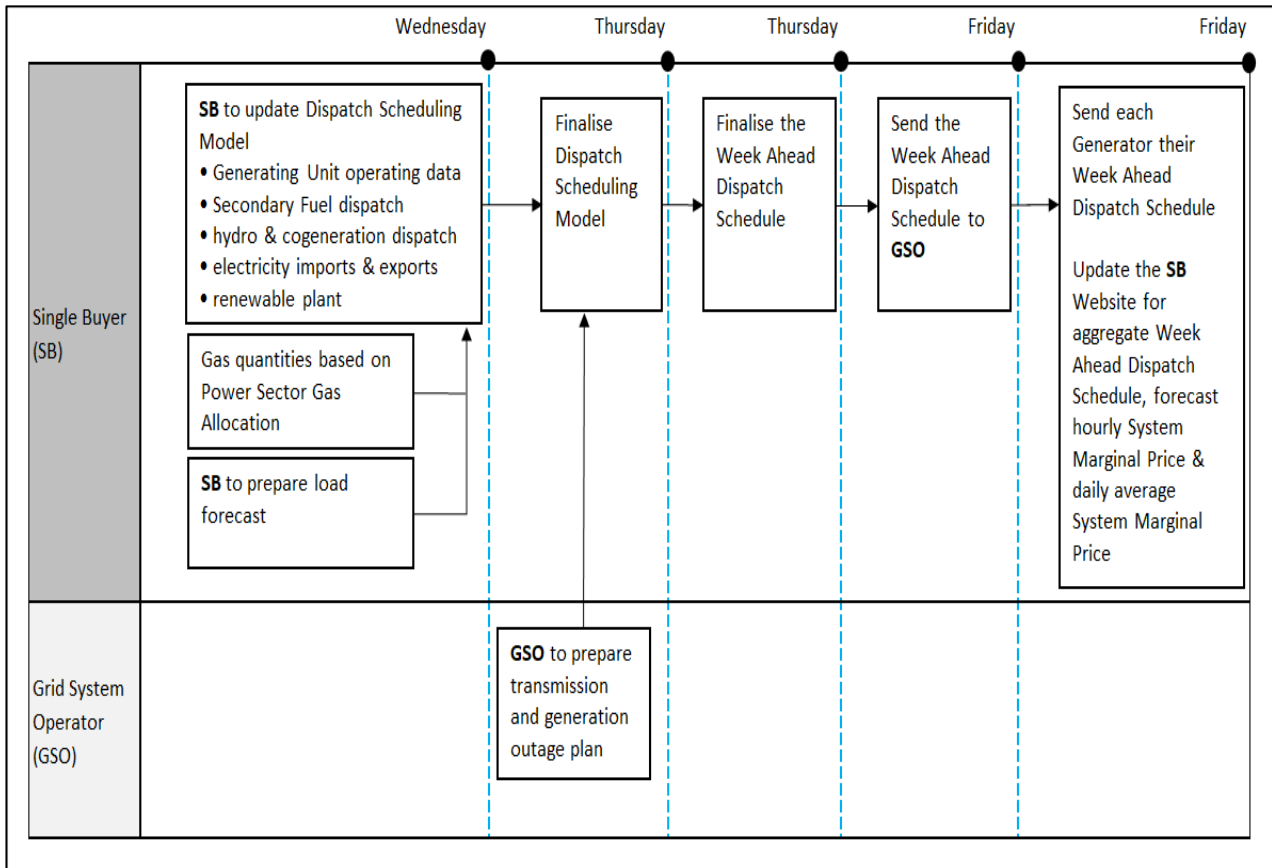 Wednesday
Thursday
Thursday
Friday
Friday
Single Buyer
(SB)
SB to update Dispatch Scheduling
Model
• Generating Unit operating data
• Secondary Fuel dispatch
• hydro & cogeneration dispatch
• electricity imports & exports
• renewable plant
Gas quantities based on
Power Sector Gas
Allocation
SB to prepare load
forecast
Finalise
Dispatch
Scheduling
Model
Finalise the
Week Ahead
Dispatch
Schedule
Send the
Week Ahead
Dispatch
Schedule to
GSO
Send each
Generator their
Week Ahead
Dispatch Schedule
Update the SB
Website for
aggregate Week
Ahead Dispatch
Schedule, forecast
hourly System
Marginal Price &
daily average
System Marginal
Price
Grid System
Operator
(GSO)
GSO to prepare
transmission
and generation
outage plan